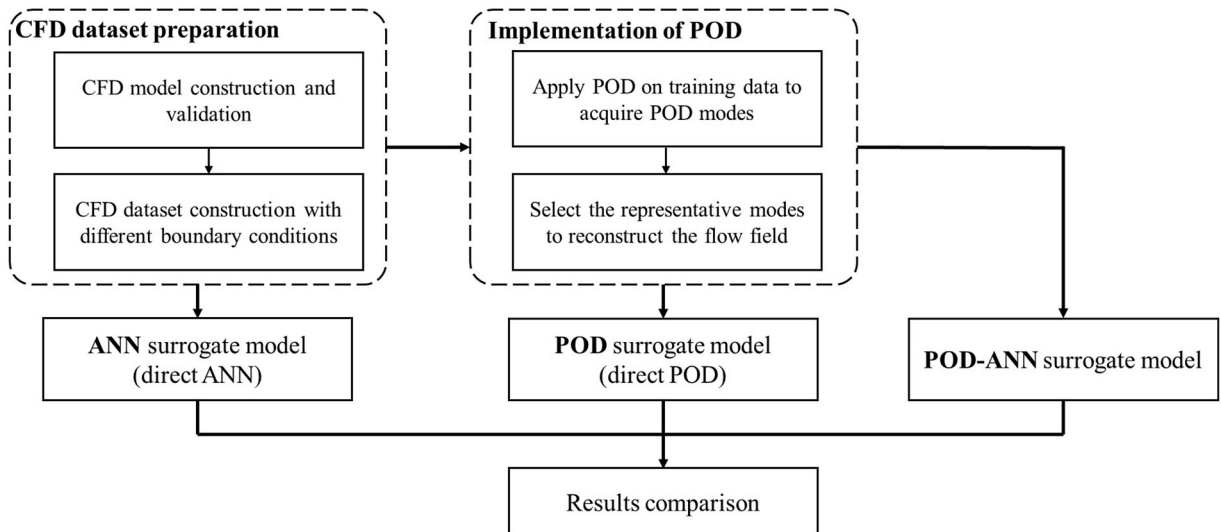 CFD dataset preparation
CFD model construction and
validation
CFD dataset construction with
different boundary conditions
Implementation of POD
Apply POD on training data to
acquire POD modes
Select the representative modes
to reconstruct the flow field
ANN surrogate model
(direct ANN)
POD surrogate model
(direct POD)
POD-ANN surrogate model
Results comparison